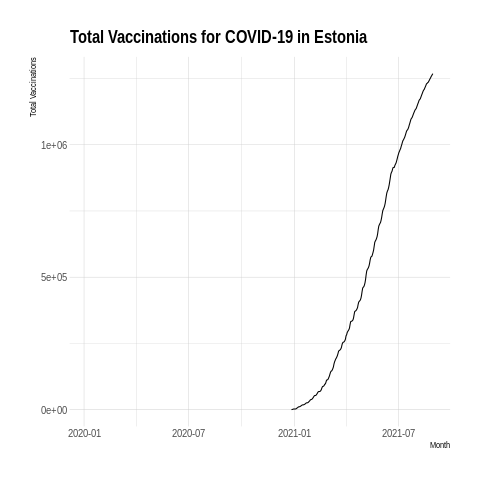 Total Vaccinations for COVID-19 in Estonia
Total Vaccinations
1e+06
5e+05
0e+00
2020-01 2020-07 2021-01 2021-07
Month